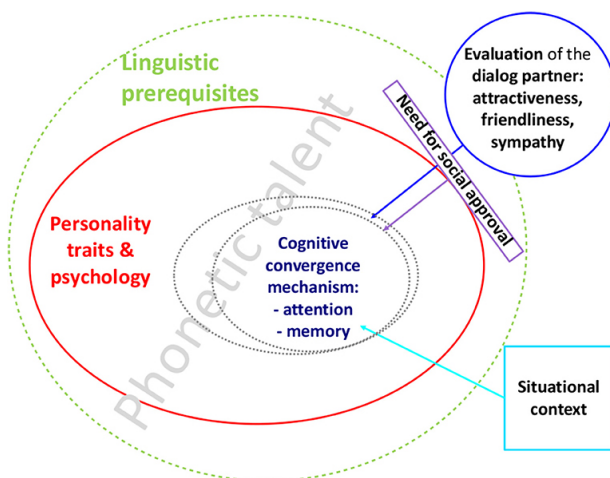 Linguistic
prerequisites
Evaluation of the
dialog partner:
attractiveness,
friendliness,
sympathy
Need for social approval
Phonetic talent
Personality
traits &
psychology
Cognitive
convergence
mechanism:
- attention
- memory
Situational
context